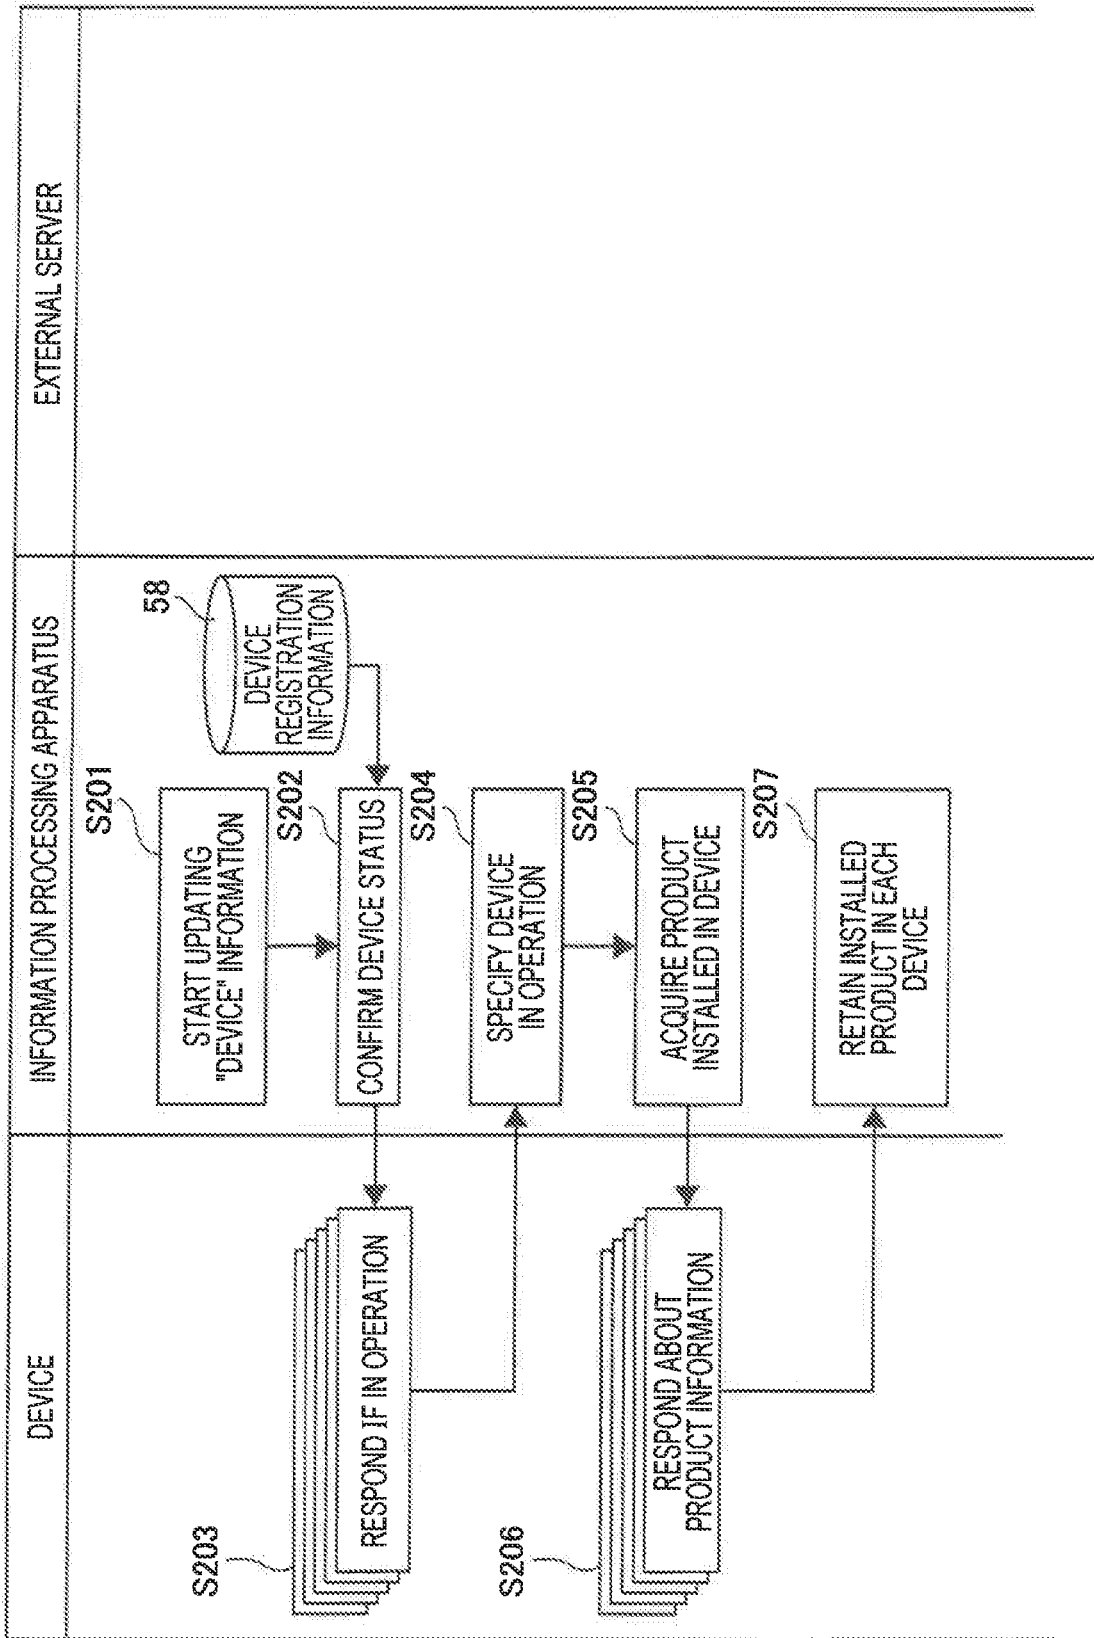 DEVICE
INFORMATION PROCESSING APPARATUS
EXTERNAL SERVER
S201
START UPDATING
"DEVICE" INFORMATION
58
DEVICE
REGISTRATION
INFORMATION
S202
CONFIRM DEVICE STATUS
S203
RESPOND IF IN OPERATION
S204
SPECIFY DEVICE
IN OPERATION
S205
ACQUIRE PRODUCT
INSTALLED IN DEVICE
S206
RESPOND ABOUT
PRODUCT INFORMATION
S207
RETAIN INSTALLED
PRODUCT IN EACH
DEVICE